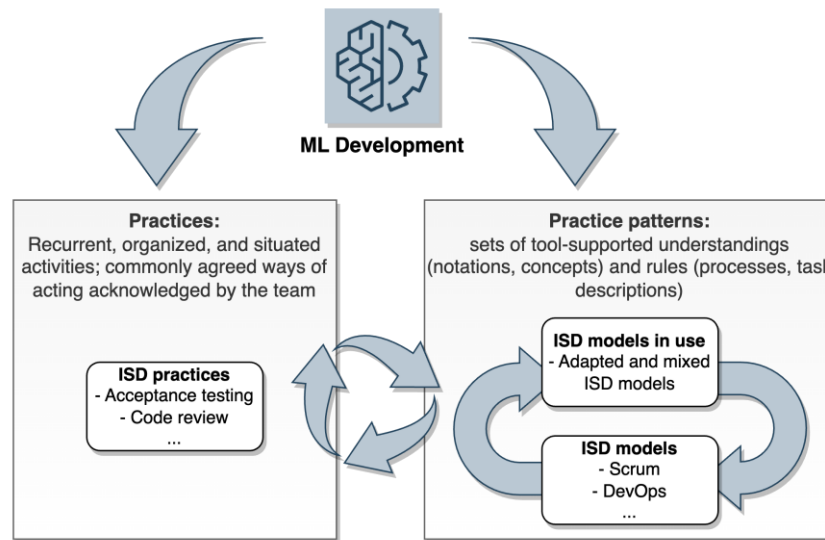 ML Development
Practices:
Recurrent, organized, and situated
activities; commonly agreed ways of
acting acknowledged by the team
ISD practices
- Acceptance testing
- Code review
...
Practice patterns:
sets of tool-supported understandings
(notations, concepts) and rules (processes, task
descriptions)
ISD models in use
- Adapted and mixed
ISD models
ISD models
- Scrum
- DevOps
...